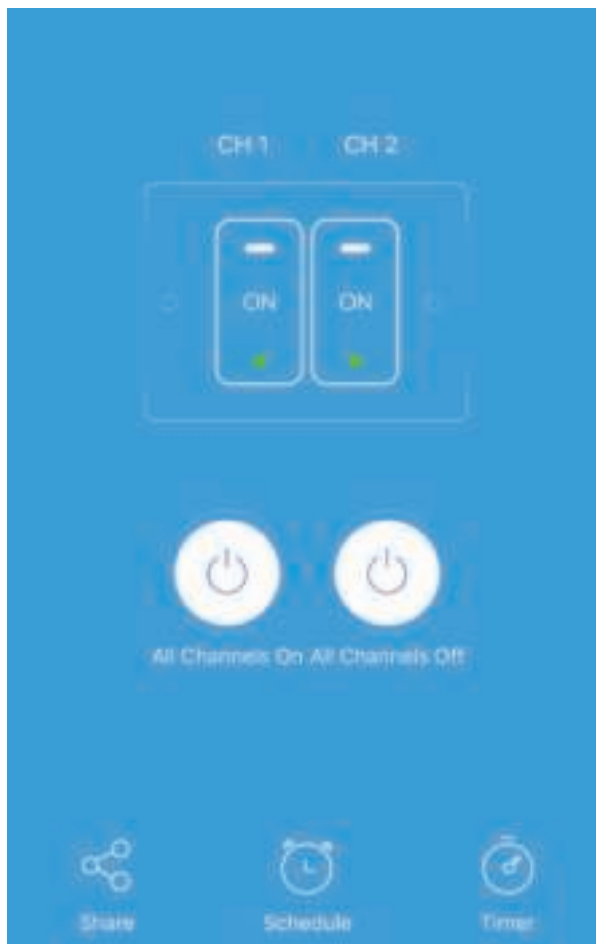 CH 1 CH 2
ON ON
All Channels On All Channels Off
Share Schedule Timer